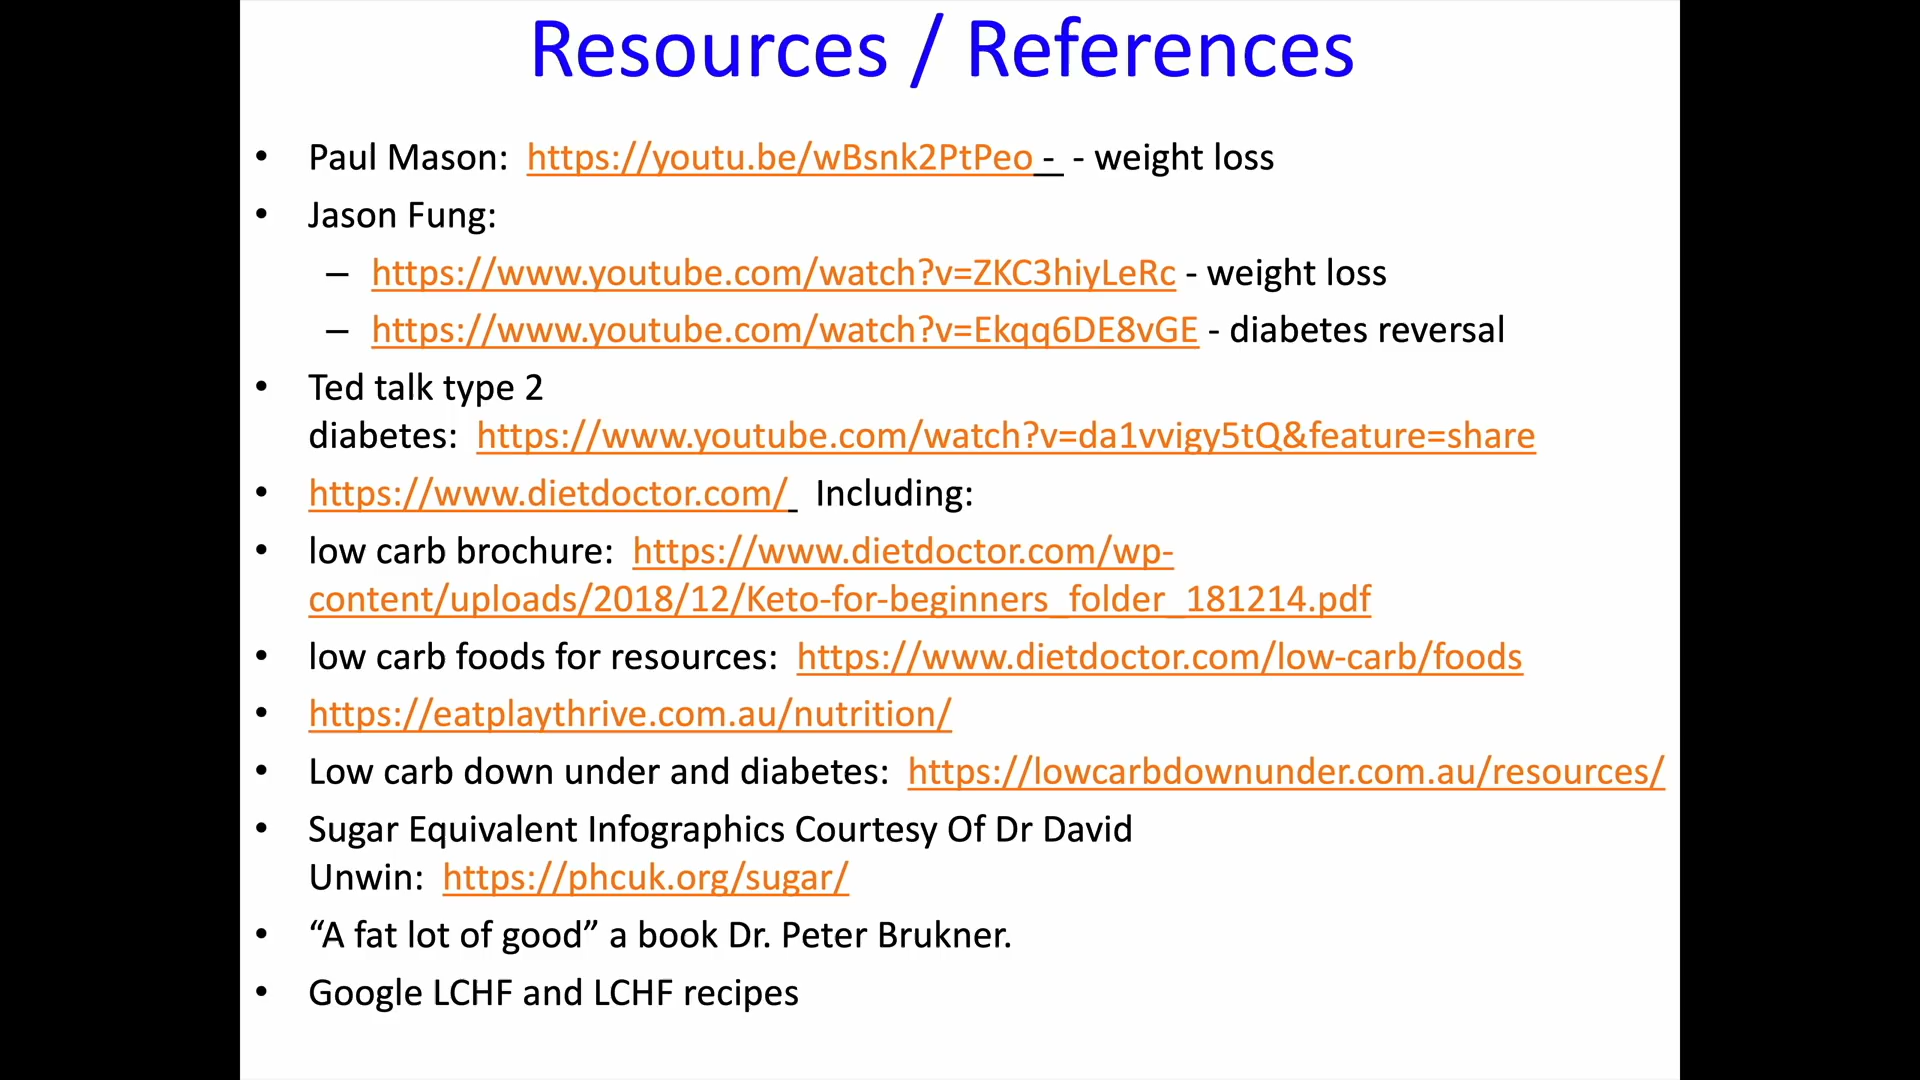 Resources / References
• Paul Mason:  https://youtu.be/wBsnk2PtPeo -  - weight loss
• Jason Fung:
– https://www.youtube.com/watch?v=ZKC3hiyLeRc - weight loss
– https://www.youtube.com/watch?v=Ekqq6DE8vGE - diabetes reversal
• Ted talk type 2
diabetes:  https://www.youtube.com/watch?v=da1vvigy5tQ&feature=share
• https://www.dietdoctor.com/  Including:
• low carb brochure:  https://www.dietdoctor.com/wp-
content/uploads/2018/12/Keto-for-beginners_folder_181214.pdf
• low carb foods for resources:  https://www.dietdoctor.com/low-carb/foods
• https://eatplaythrive.com.au/nutrition/
• Low carb down under and diabetes:  https://lowcarbdownunder.com.au/resources/
• Sugar Equivalent Infographics Courtesy Of Dr David
Unwin:  https://phcuk.org/sugar/
• “A fat lot of good” a book Dr. Peter Brukner.
• Google LCHF and LCHF recipes